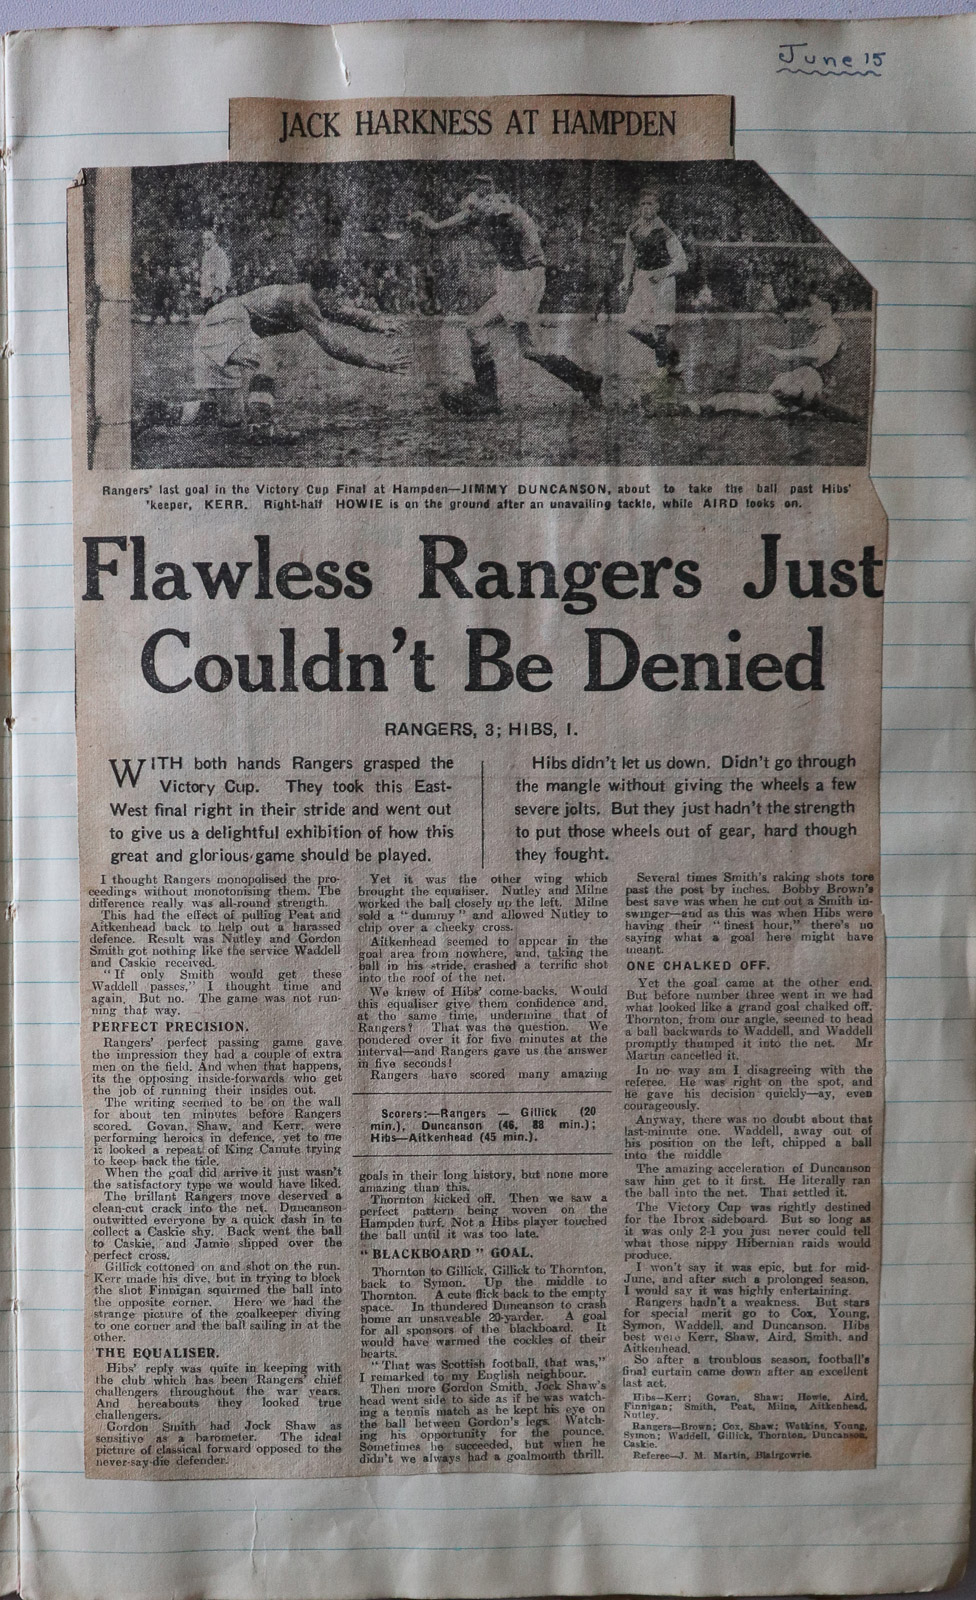 June 15
JACK HARKNESS AT HAMPDEN
Rangers' last goal in the Victory Cup Final at Hampden—JIMMY DUNCANSON, about to take the ball past Hibs'
'keeper, KERR. Right-half HOWIE is on the ground after an unavailing tackle, while AIRD looks on.
Flawless Rangers Just
Couldn't Be Denied
RANGERS, 3; HIBS, 1.
WITH both hands Rangers grasped the
Victory Cup. They took this East-
West final right in their stride and went out
to give us a delightful exhibition of how this
great and glorious game should be played.
Hibs didn't let us down. Didn't go through
the mangle without giving the wheels a few
severe jolts. But they just hadn't the strength
to put those wheels out of gear, hard though
they fought.
I thought Rangers monopolised the pro-
ceedings without monotonising them. The
difference really was all-round strength.
This had the effect of pulling Peat and
Aitkenhead back to help out a harassed
defence. Result was Nutley and Gordon
Smith got nothing like the service Waddell
and Caskie received.
"If only Smith would get these
Waddell passes," I thought time and
again. But no. The game was not run-
ning that way.
PERFECT PRECISION.
Rangers' perfect passing game gave
the impression they had a couple of extra
men on the field. And when that happens,
its the opposing inside-forwards who get
the job of running their insides out.
The writing seemed to be on the wall
for about ten minutes before Rangers
scored. Govan, Shaw, and Kerr, were
performing heroics in defence, yet to me
it looked a repeat of King Canute trying
to keep back the tide.
When the goal did arrive it just wasn't
the satisfactory type we would have liked.
The brilliant Rangers move deserved a
clean-cut crack into the net. Duncanson
outwitted everyone by a quick dash in to
collect a Caskie shy. Back went the ball
to Caskie, and Jamie slipped over the
perfect cross.
Gillick cottoned on and shot on the run.
Kerr made his dive, but in trying to block
the shot Finnigan squirmed the ball into
the opposite corner. Here we had the
strange picture of the goalkeeper diving
to one corner and the ball sailing in at the
other.
THE EQUALISER.
Hibs' reply was quite in keeping with
the club which has been Rangers' chief
challengers throughout the war years.
And hereabouts they looked true
challengers.
Gordon Smith had Jock Shaw as
sensitive as a barometer. The ideal
picture of classical forward opposed to the
never-say-die defender.
Yet it was the other wing which
brought the equaliser. Nutley and Milne
worked the ball closely up the left. Milne
sold a "dummy" and allowed Nutley to
chip over a cheeky cross.
Aitkenhead seemed to appear in the
goal area from nowhere, and, taking the
ball in his stride, crashed a terrific shot
into the roof of the net.
We knew of Hibs' come-backs. Would
this equaliser give them confidence and,
at the same time, undermine that of
Rangers? That was the question. We
pondered over it for five minutes at the
interval—and Rangers gave us the answer
in five seconds!
Rangers have scored many amazing
Scorers:—Rangers — Gillick (20
min.), Duncanson (46, 88 min.);
Hibs—Aitkenhead (45 min.).
goals in their long history, but none more
amazing than this.
Thornton kicked off. Then we saw a
perfect pattern being woven on the
Hampden turf. Not a Hibs player touched
the ball until it was too late.
"BLACKBOARD" GOAL.
Thornton to Gillick, Gillick to Thornton,
back to Symon. Up the middle to
Thornton. A cute flick back to the empty
space. In thundered Duncanson to crash
home an unsaveable 20-yarder. A goal
for all sponsors of the blackboard. It
would have warmed the cockles of their
hearts.
"That was Scottish football, that was,"
I remarked to my English neighbour.
Then more Gordon Smith. Jock Shaw's
head went side to side as if he was watch-
ing a tennis match as he kept his eye on
the ball between Gordon's legs. Watch-
ing his opportunity for the pounce.
Sometimes he succeeded, but when he
didn't we always had a goalmouth thrill.
Several times Smith's raking shots tore
past the post by inches. Bobby Brown's
best save was when he cut out a Smith in-
swinger—and as this was when Hibs were
having their "finest hour," there's no
saying what a goal here might have
meant.
ONE CHALKED OFF.
Yet the goal came at the other end.
But before number three went in we had
what looked like a grand goal chalked off.
Thornton, from our angle, seemed to head
a ball backwards to Waddell, and Waddell
promptly thumped it into the net. Mr
Martin cancelled it.
In no way am I disagreeing with the
referee. He was right on the spot, and
he gave his decision quickly—ay, even
courageously.
Anyway, there was no doubt about that
last-minute one. Waddell, away out of
his position on the left, chipped a ball
into the middle
The amazing acceleration of Duncanson
saw him get to it first. He literally ran
the ball into the net. That settled it.
The Victory Cup was rightly destined
for the Ibrox sideboard. But so long as
it was only 2-1 you just never could tell
what those nippy Hibernian raids would
produce.
I won't say it was epic, but for mid-
June, and after such a prolonged season,
I would say it was highly entertaining.
Rangers hadn't a weakness. But stars
for special merit go to Cox, Young,
Symon, Waddell, and Duncanson. Hibs
best were Kerr, Shaw, Aird, Smith, and
Aitkenhead.
So after a troublous season, football's
final curtain came down after an excellent
last act.
Hibs—Kerr; Govan, Shaw; Howie, Aird,
Finnigan; Smith, Peat, Milne, Aitkenhead,
Nutley.
Rangers—Brown; Cox, Shaw; Watkins, Young,
Symon; Waddell, Gillick, Thornton, Duncanson,
Caskie.
Referee—J. M. Martin, Blairgowrie.